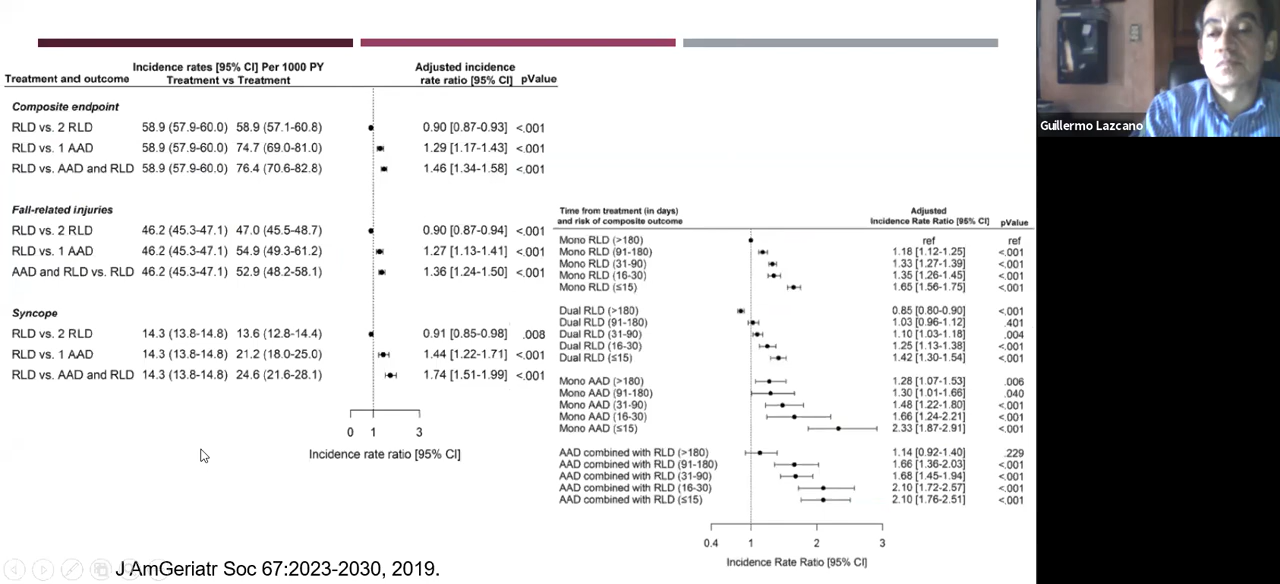 Incidence rates [95% CI] Per 1000 PY Adjusted incidence
Treatment and outcome Treatment vs Treatment rate ratio [95% CI] pValue
Composite endpoint
RLD vs. 2 RLD 58.9 (57.9-60.0) 58.9 (57.1-60.8) 0.90 [0.87-0.93] <.001
RLD vs. 1 AAD 58.9 (57.9-60.0) 74.7 (69.0-81.0) 1.29 [1.17-1.43] <.001
RLD vs. AAD and RLD 58.9 (57.9-60.0) 76.4 (70.6-82.8) 1.46 [1.34-1.58] <.001
Fall-related injuries
RLD vs. 2 RLD 46.2 (45.3-47.1) 47.0 (45.5-48.7) 0.90 [0.87-0.94] <.001
RLD vs. 1 AAD 46.2 (45.3-47.1) 54.9 (49.3-61.2) 1.27 [1.13-1.41] <.001
AAD and RLD vs. RLD 46.2 (45.3-47.1) 52.9 (48.2-58.1) 1.36 [1.24-1.50] <.001
Syncope
RLD vs. 2 RLD 14.3 (13.8-14.8) 13.6 (12.8-14.4) 0.91 [0.85-0.98] .008
RLD vs. 1 AAD 14.3 (13.8-14.8) 21.2 (18.0-25.0) 1.44 [1.22-1.71] <.001
RLD vs. AAD and RLD 14.3 (13.8-14.8) 24.6 (21.6-28.1) 1.74 [1.51-1.99] <.001
0 1 3
Incidence rate ratio [95% CI]
Time from treatment (in days) Adjusted
and risk of composite outcome Incidence Rate Ratio [95% CI] pValue
Mono RLD (>180) ref ref
Mono RLD (91-180) 1.18 [1.12-1.25] <.001
Mono RLD (31-90) 1.33 [1.27-1.39] <.001
Mono RLD (16-30) 1.35 [1.26-1.45] <.001
Mono RLD (≤15) 1.65 [1.56-1.75] <.001
Dual RLD (>180) 0.85 [0.80-0.90] <.001
Dual RLD (91-180) 1.03 [0.96-1.12] .401
Dual RLD (31-90) 1.10 [1.03-1.18] .004
Dual RLD (16-30) 1.25 [1.13-1.38] <.001
Dual RLD (≤15) 1.42 [1.30-1.54] <.001
Mono AAD (>180) 1.28 [1.07-1.53] .006
Mono AAD (91-180) 1.30 [1.01-1.66] .040
Mono AAD (31-90) 1.48 [1.22-1.80] <.001
Mono AAD (16-30) 1.66 [1.24-2.21] <.001
Mono AAD (≤15) 2.33 [1.87-2.91] <.001
AAD combined with RLD (>180) 1.14 [0.92-1.40] .229
AAD combined with RLD (91-180) 1.66 [1.36-2.03] <.001
AAD combined with RLD (31-90) 1.68 [1.45-1.94] <.001
AAD combined with RLD (16-30) 2.10 [1.72-2.57] <.001
AAD combined with RLD (≤15) 2.10 [1.76-2.51] <.001
0.4 1 2 3
Incidence Rate Ratio [95% CI]
J AmGeriatr Soc 67:2023-2030, 2019.
Guillermo Lazcano